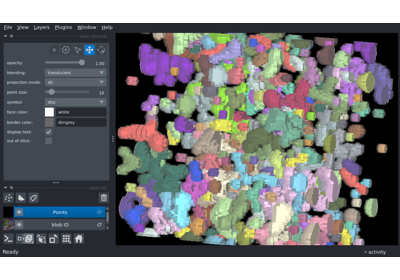 File View Layers Plugins Window Help
opacity: 1.00
blending: translucent
projection mode: all
point size: 10
symbol: disc
face color: white
border color: dimgrey
display text:
out of slice:
Points
blob ID
Ready
activity